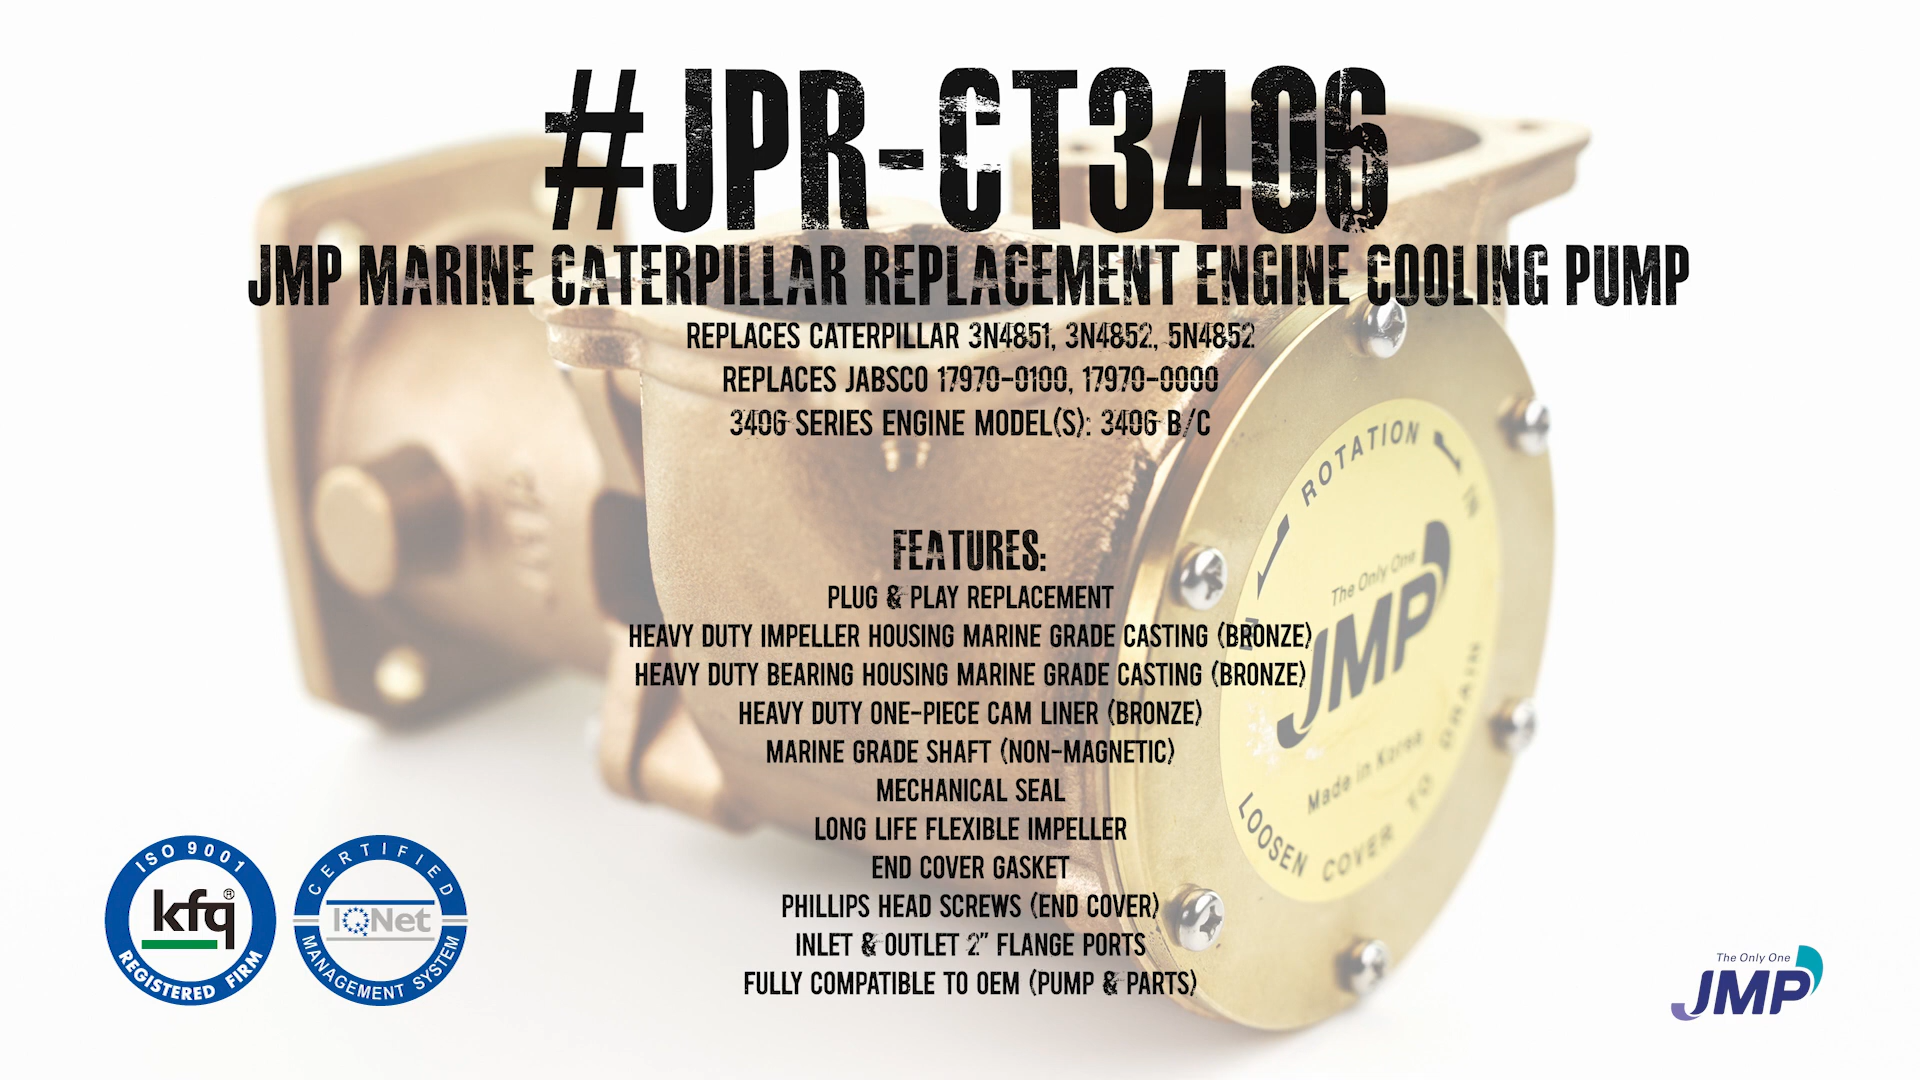 #JPR-CT3406
JMP MARINE CATERPILLAR REPLACEMENT ENGINE COOLING PUMP
REPLACES CATERPILLAR 3N4851, 3N4852, 5N4852
REPLACES JABSCO 17970-0100, 17970-0000
3406 SERIES ENGINE MODEL(S): 3406 B/C
FEATURES:
PLUG & PLAY REPLACEMENT
HEAVY DUTY IMPELLER HOUSING MARINE GRADE CASTING (BRONZE)
HEAVY DUTY BEARING HOUSING MARINE GRADE CASTING (BRONZE)
HEAVY DUTY ONE-PIECE CAM LINER (BRONZE)
MARINE GRADE SHAFT (NON-MAGNETIC)
MECHANICAL SEAL
LONG LIFE FLEXIBLE IMPELLER
END COVER GASKET
PHILLIPS HEAD SCREWS (END COVER)
INLET & OUTLET 2" FLANGE PORTS
FULLY COMPATIBLE TO OEM (PUMP & PARTS)
ROTATION
The Only One
JMP
Made in Korea
LOOSEN COVER TO DRAIN
ISO 9001
kfq®
REGISTERED FIRM
CERTIFIED
IQNet
MANAGEMENT SYSTEM
The Only One
JMP